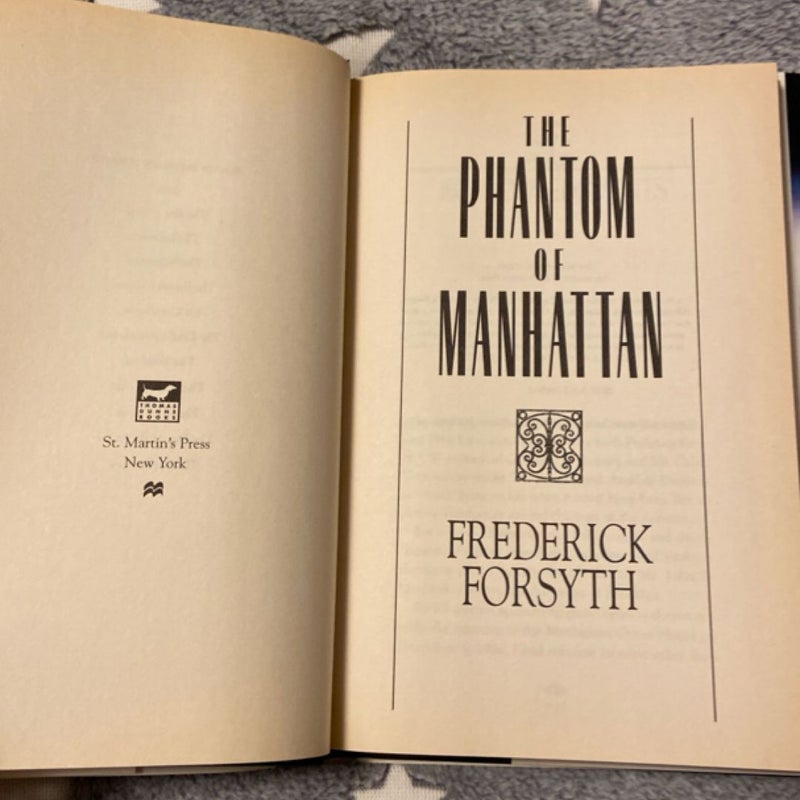 THOMAS
DUNNE
BOOKS
St. Martin's Press
New York
THE
PHANTOM
OF
MANHATTAN
FREDERICK
FORSYTH